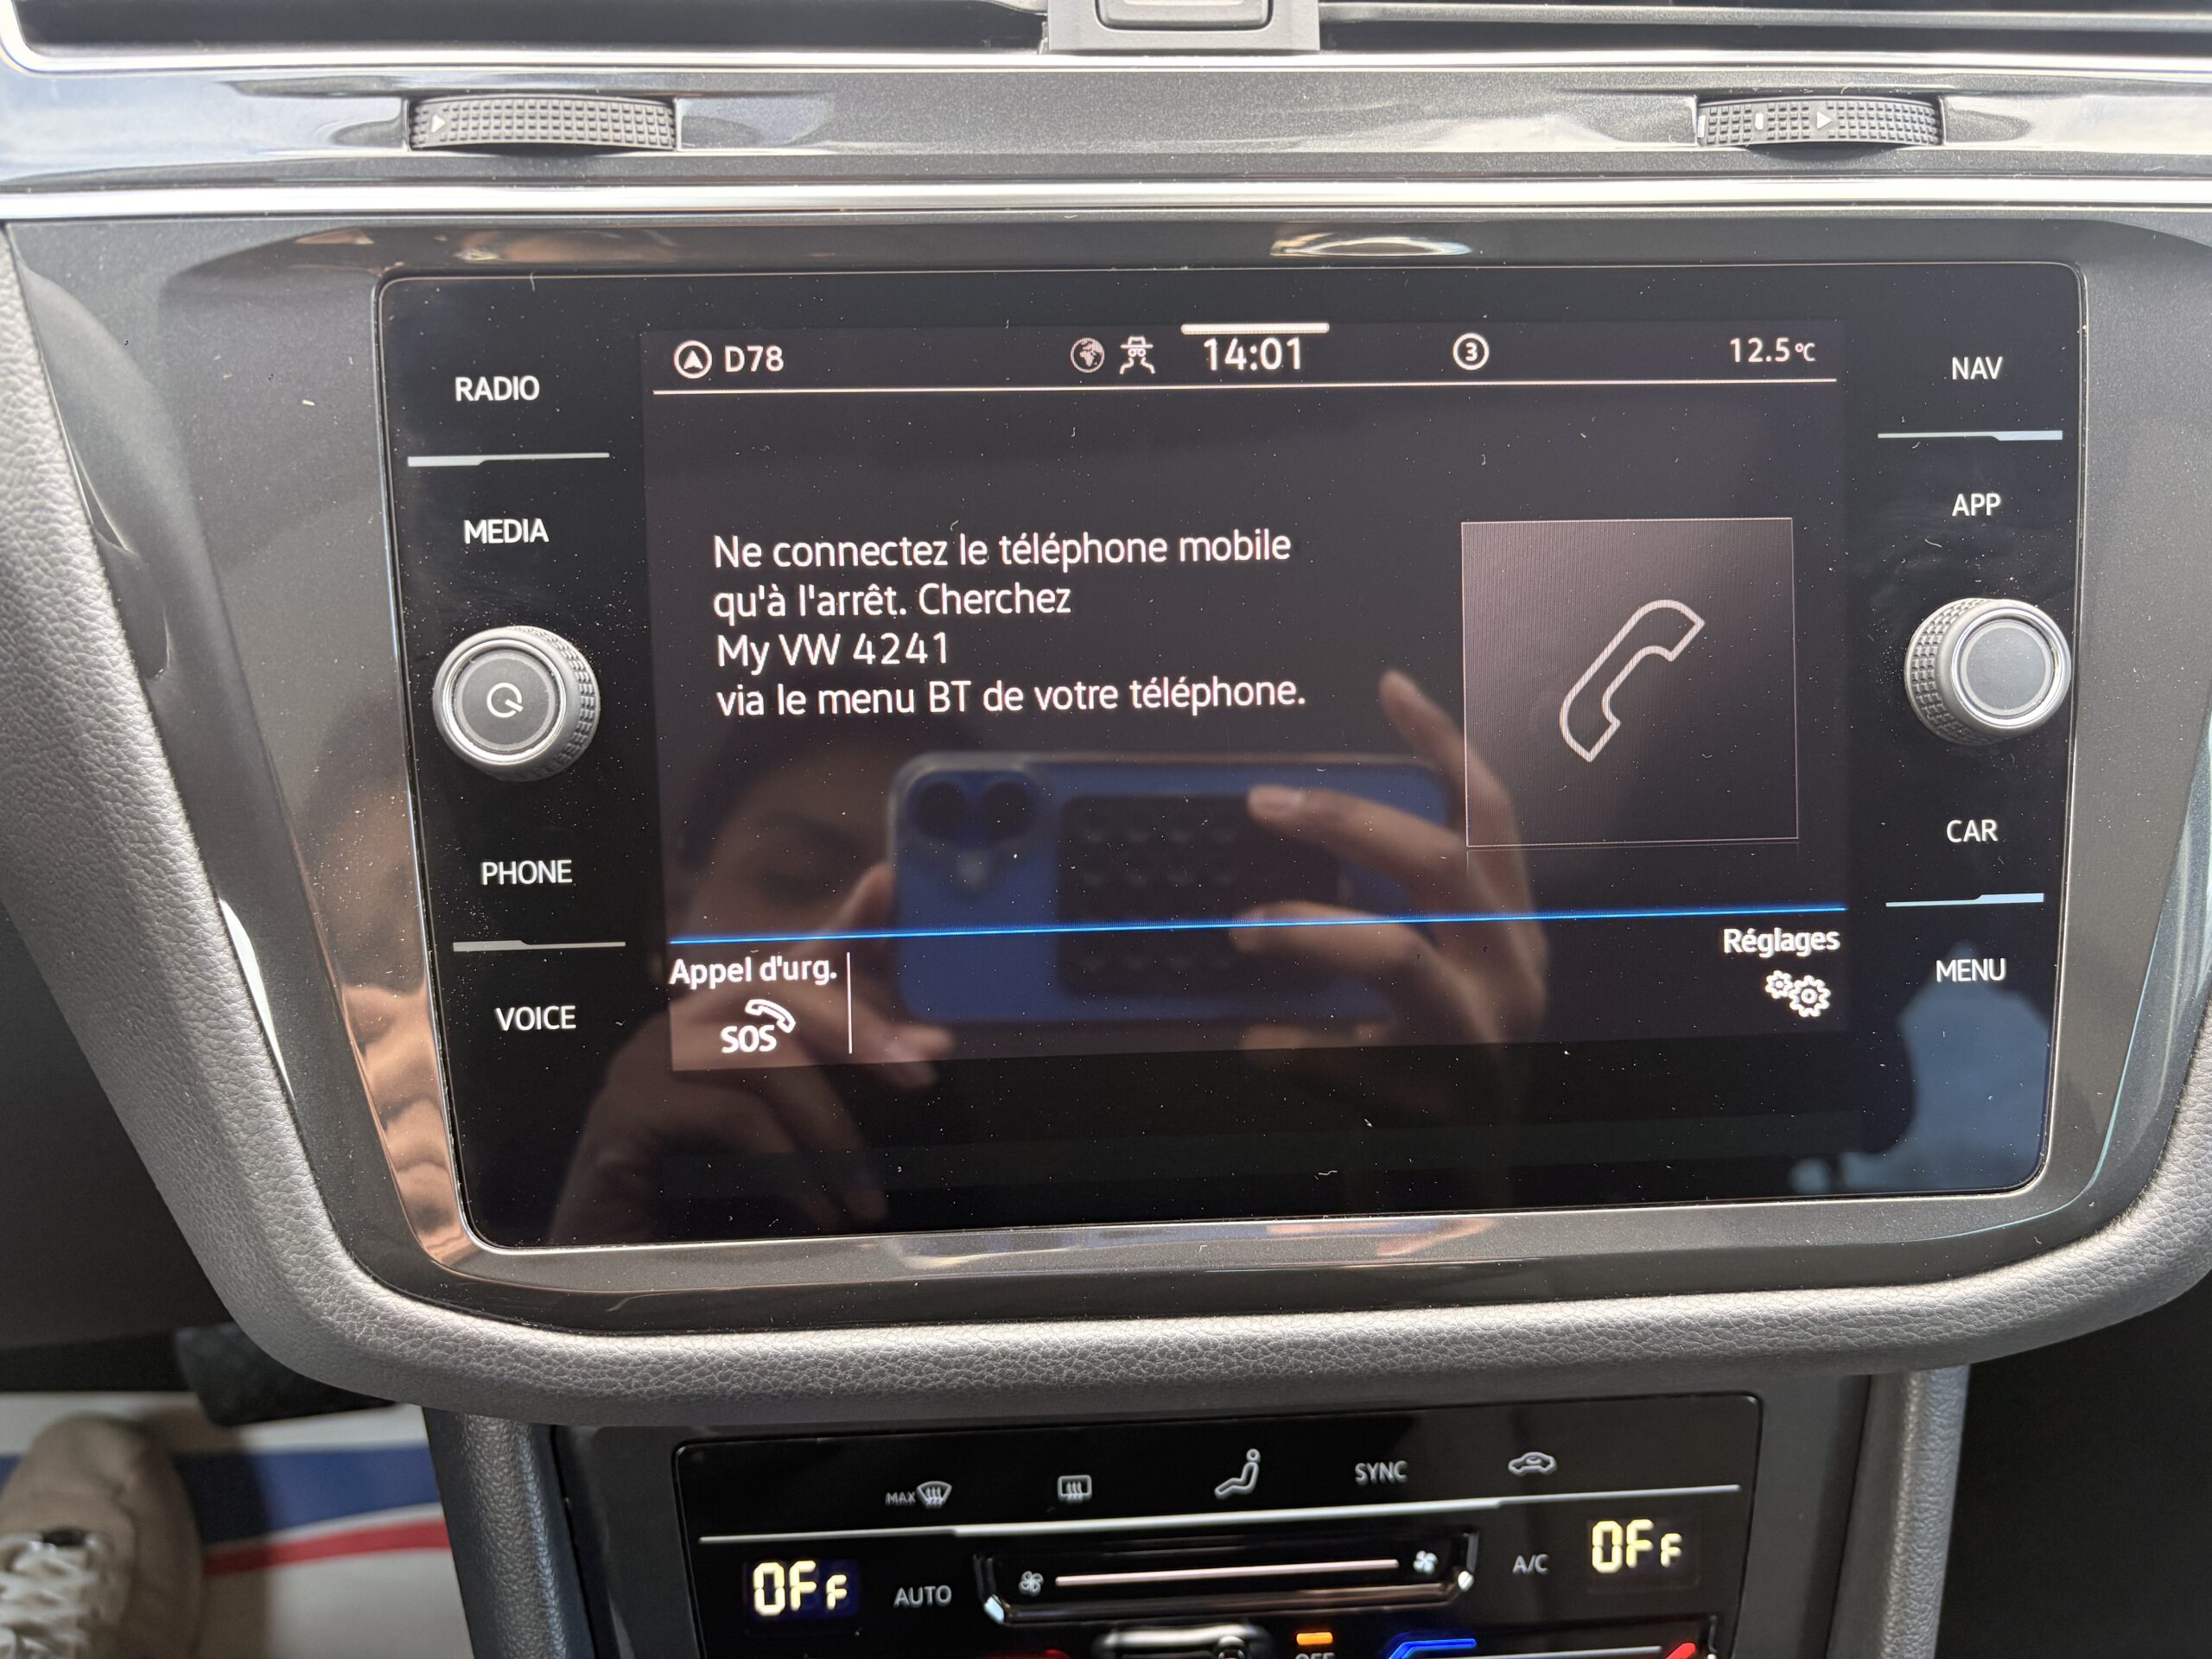 RADIO
MEDIA
PHONE
VOICE
D78
14:01
3
12.5°C
Ne connectez le téléphone mobile
qu'à l'arrêt. Cherchez
My VW 4241
via le menu BT de votre téléphone.
Appel d'urg.
SOS
Réglages
NAV
APP
CAR
MENU
MAX
SYNC
OFF
AUTO
A/C
OFF
OFF